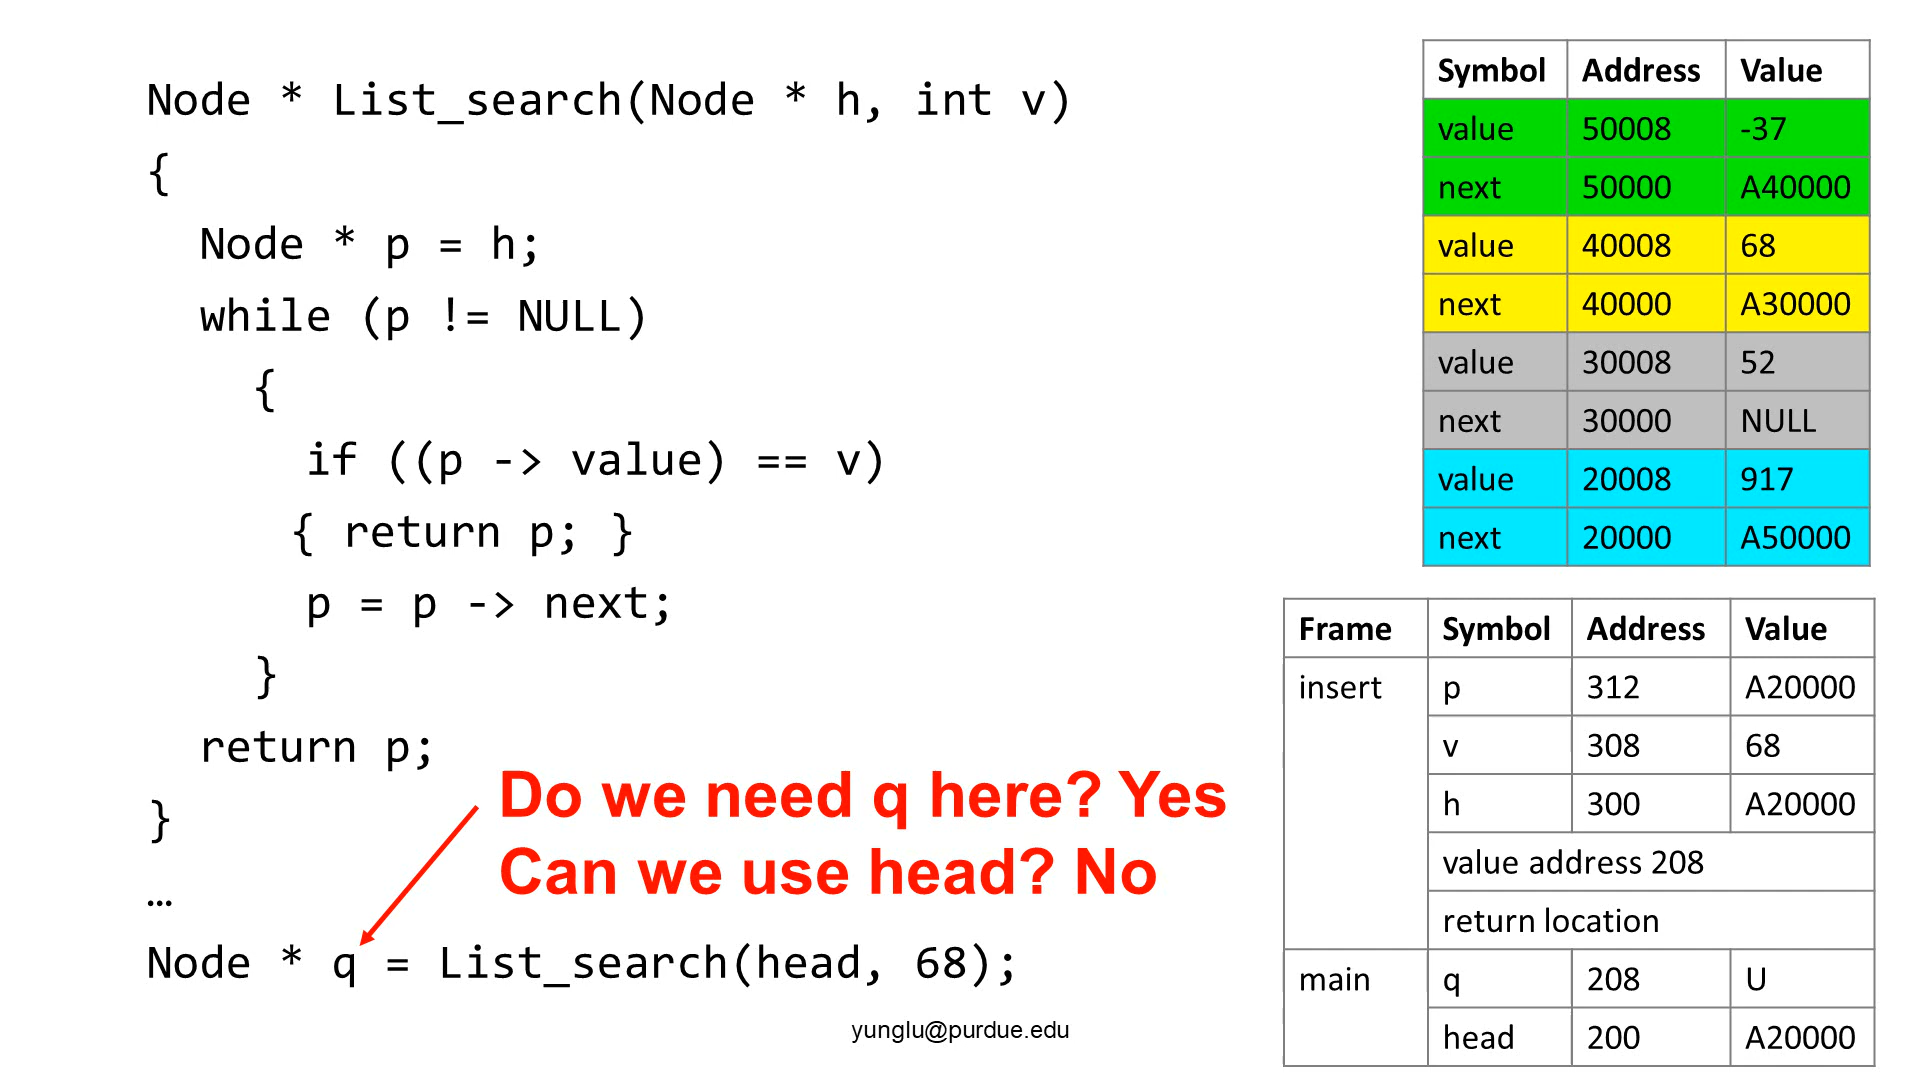 Node * List_search(Node * h, int v)
{
Node * p = h;
while (p != NULL)
{
if ((p -> value) == v)
{ return p; }
p = p -> next;
}
return p;
}
…
Node * q = List_search(head, 68);
Do we need q here? Yes
Can we use head? No
Symbol Address Value
value 50008 -37
next 50000 A40000
value 40008 68
next 40000 A30000
value 30008 52
next 30000 NULL
value 20008 917
next 20000 A50000
Frame Symbol Address Value
insert p 312 A20000
v 308 68
h 300 A20000
value address 208
return location
main q 208 U
head 200 A20000
yunglu@purdue.edu